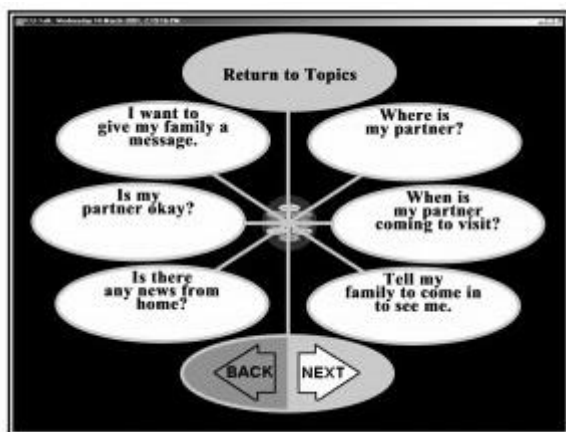 Return to Topics
I want to
give my family a
message.
Where is
my partner?
Is my
partner okay?
When is
my partner
coming to visit?
Is there
any news from
home?
Tell my
family to come in
to see me.
BACK
NEXT